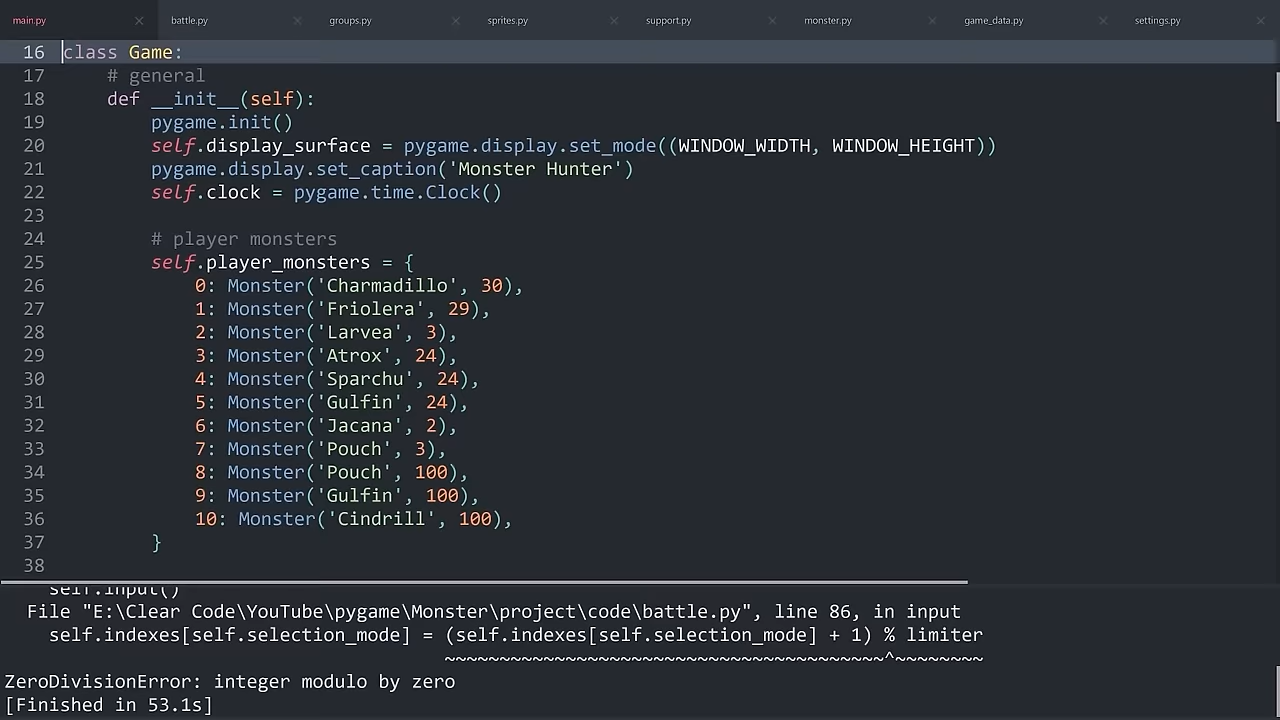 main.py
battle.py
groups.py
sprites.py
support.py
monster.py
game_data.py
settings.py
16 class Game:
17 # general
18 def __init__(self):
19 pygame.init()
20 self.display_surface = pygame.display.set_mode((WINDOW_WIDTH, WINDOW_HEIGHT))
21 pygame.display.set_caption('Monster Hunter')
22 self.clock = pygame.time.Clock()
23
24 # player monsters
25 self.player_monsters = {
26 0: Monster('Charmadillo', 30),
27 1: Monster('Friolera', 29),
28 2: Monster('Larvea', 3),
29 3: Monster('Atrox', 24),
30 4: Monster('Sparchu', 24),
31 5: Monster('Gulfin', 24),
32 6: Monster('Jacana', 2),
33 7: Monster('Pouch', 3),
34 8: Monster('Pouch', 100),
35 9: Monster('Gulfin', 100),
36 10: Monster('Cindrill', 100),
37 }
38
self.input()
File "E:\Clear Code\YouTube\pygame\Monster\project\code\battle.py", line 86, in input
self.indexes[self.selection_mode] = (self.indexes[self.selection_mode] + 1) % limiter
~~~~~~~~~~~~~~~~~~~~~~~~~~~~~~~~~~~~~~~~^~~~~~~~~
ZeroDivisionError: integer modulo by zero
[Finished in 53.1s]